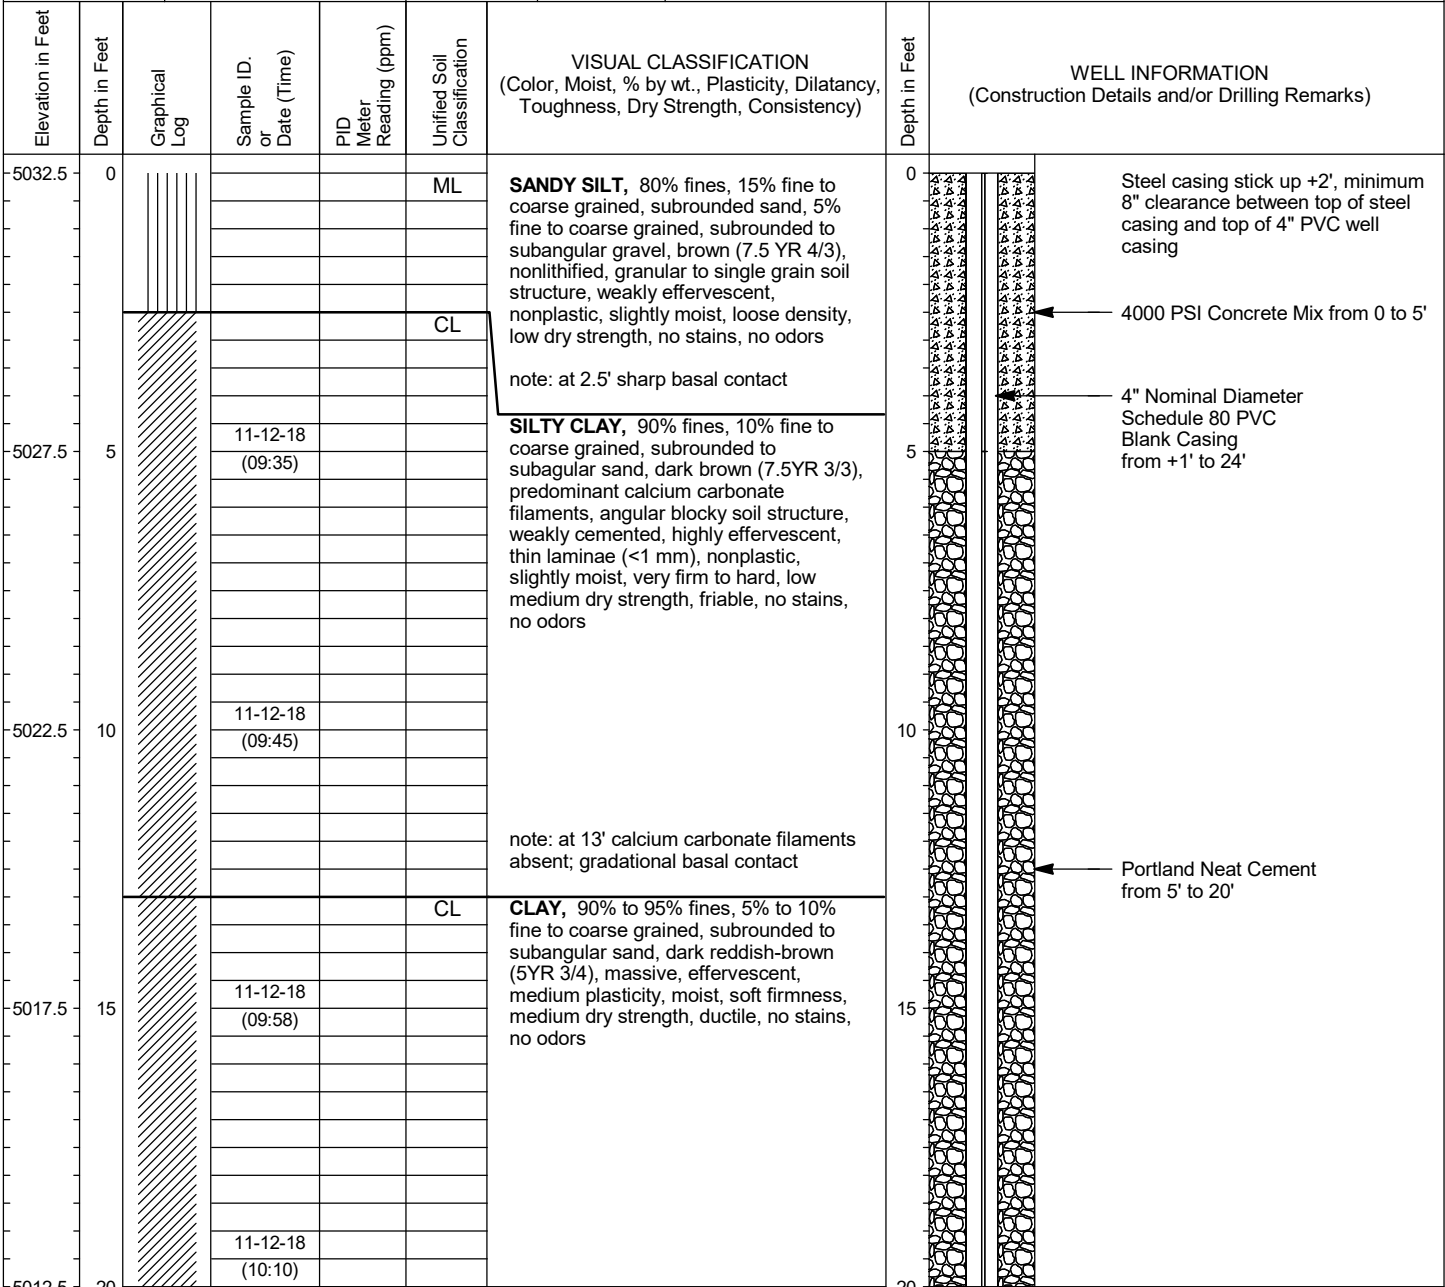 Elevation in Feet
Depth in Feet
Graphical
Log
Sample ID.
or
Date (Time)
PID
Meter
Reading (ppm)
Unified Soil
Classification
VISUAL CLASSIFICATION
(Color, Moist, % by wt., Plasticity, Dilatancy,
Toughness, Dry Strength, Consistency)
Depth in Feet
WELL INFORMATION
(Construction Details and/or Drilling Remarks)
5032.5
0
ML
SANDY SILT, 80% fines, 15% fine to
coarse grained, subrounded sand, 5%
fine to coarse grained, subrounded to
subangular gravel, brown (7.5 YR 4/3),
nonlithified, granular to single grain soil
structure, weakly effervescent,
nonplastic, slightly moist, loose density,
low dry strength, no stains, no odors
note: at 2.5' sharp basal contact
0
Steel casing stick up +2', minimum
8" clearance between top of steel
casing and top of 4" PVC well
casing
4000 PSI Concrete Mix from 0 to 5'
4" Nominal Diameter
Schedule 80 PVC
Blank Casing
from +1' to 24'
CL
SILTY CLAY, 90% fines, 10% fine to
coarse grained, subrounded to
subagular sand, dark brown (7.5YR 3/3),
predominant calcium carbonate
filaments, angular blocky soil structure,
weakly cemented, highly effervescent,
thin laminae (<1 mm), nonplastic,
slightly moist, very firm to hard, low
medium dry strength, friable, no stains,
no odors
11-12-18
(09:35)
5027.5
5
5
11-12-18
(09:45)
5022.5
10
10
note: at 13' calcium carbonate filaments
absent; gradational basal contact
Portland Neat Cement
from 5' to 20'
CL
CLAY, 90% to 95% fines, 5% to 10%
fine to coarse grained, subrounded to
subangular sand, dark reddish-brown
(5YR 3/4), massive, effervescent,
medium plasticity, moist, soft firmness,
medium dry strength, ductile, no stains,
no odors
11-12-18
(09:58)
5017.5
15
15
11-12-18
(10:10)
5012.5
20
20